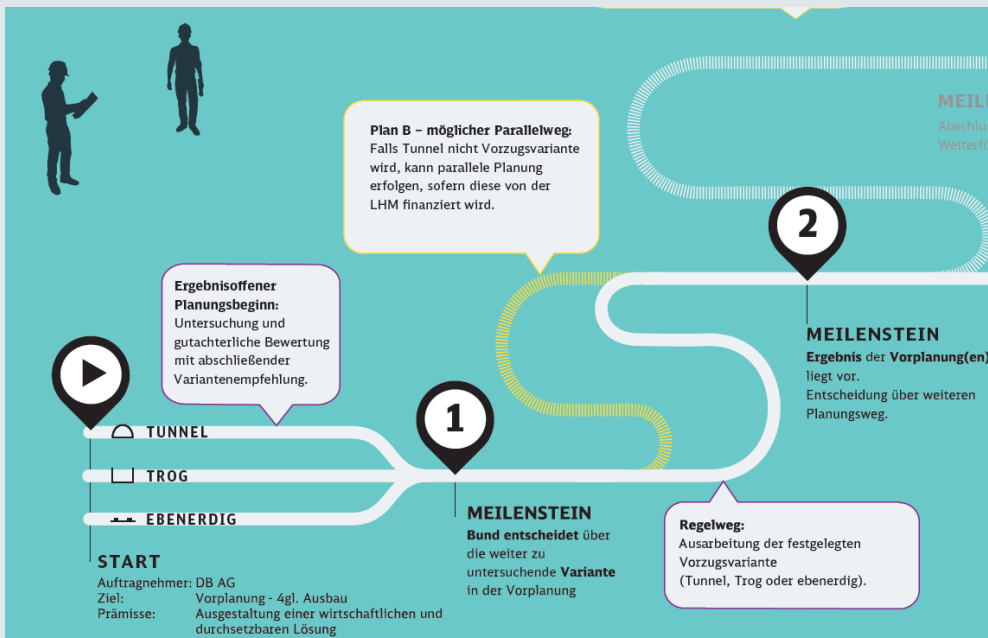 MEIL
Abschlu
Weiterfü
Plan B – möglicher Parallelweg:
Falls Tunnel nicht Vorzugsvariante
wird, kann parallele Planung
erfolgen, sofern diese von der
LHM finanziert wird.
2
MEILENSTEIN
Ergebnis der Vorplanung(en)
liegt vor.
Entscheidung über weiteren
Planungsweg.
Ergebnisoffener
Planungsbeginn:
Untersuchung und
gutachterliche Bewertung
mit abschließender
Variantenempfehlung.
TUNNEL
TROG
EBENERDIG
START
Auftragnehmer: DB AG
Ziel: Vorplanung - 4gl. Ausbau
Prämisse: Ausgestaltung einer wirtschaftlichen und
durchsetzbaren Lösung
1
MEILENSTEIN
Bund entscheidet über
die weiter zu
untersuchende Variante
in der Vorplanung
Regelweg:
Ausarbeitung der festgelegten
Vorzugsvariante
(Tunnel, Trog oder ebenerdig).